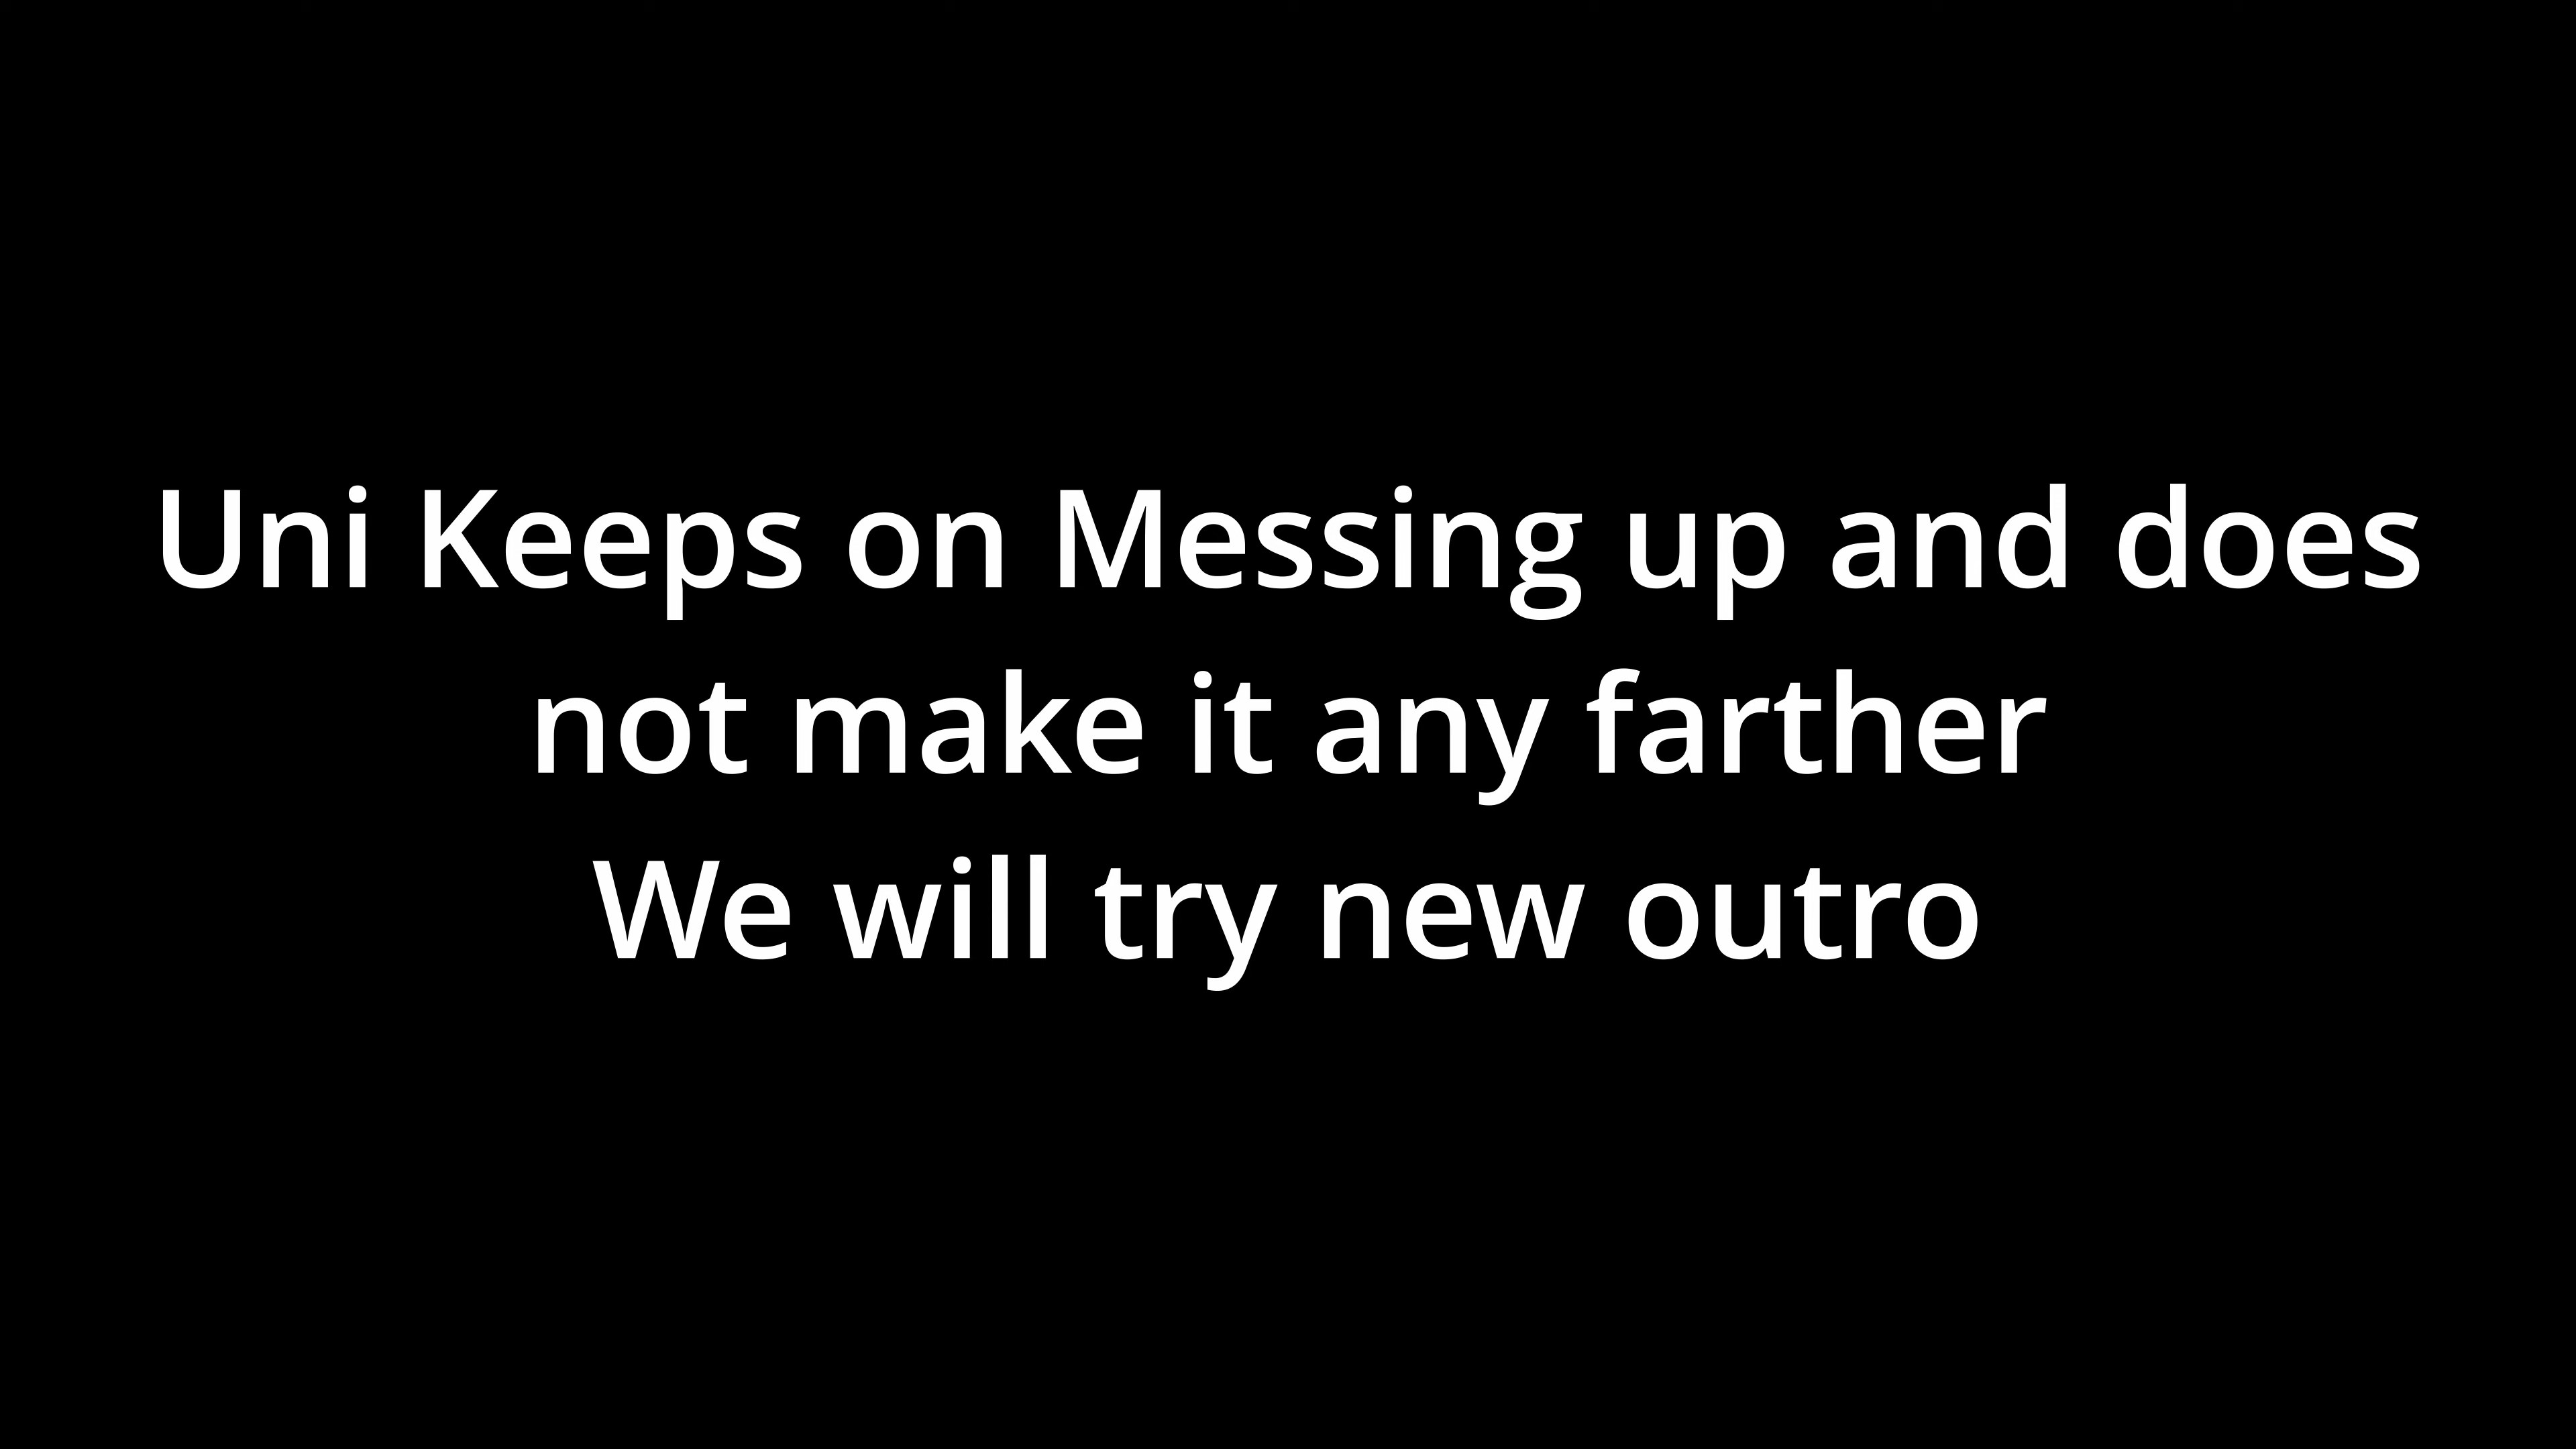 Uni Keeps on Messing up and does
not make it any farther
We will try new outro